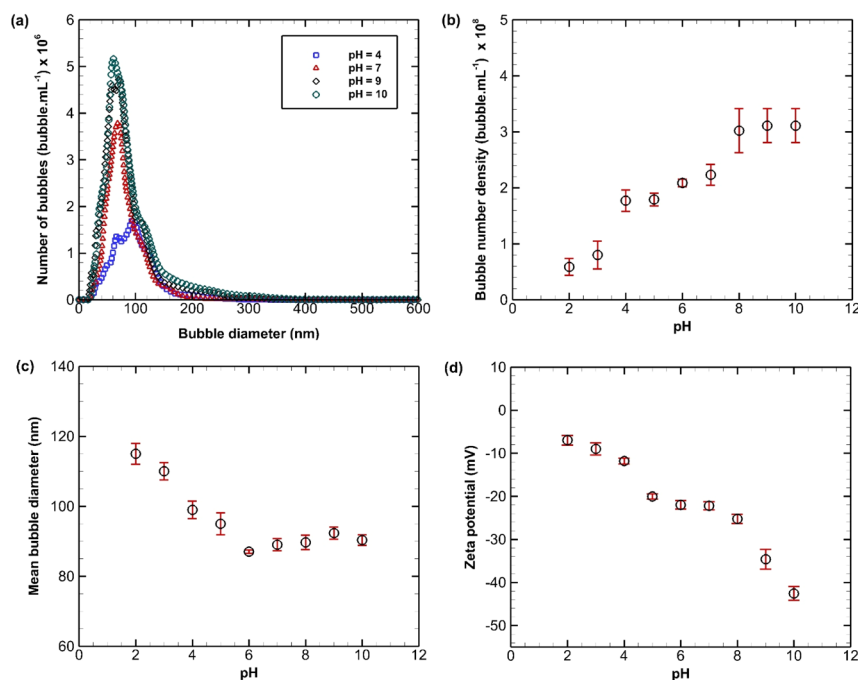 (a)
Number of bubbles (bubble.mL⁻¹) x 10⁶
6
5
4
3
2
1
0
pH = 4
pH = 7
pH = 9
pH = 10
0 100 200 300 400 500 600
Bubble diameter (nm)
(b)
Bubble number density (bubble.mL⁻¹) x 10⁸
5
4
3
2
1
0
0 2 4 6 8 10 12
pH
(c)
Mean bubble diameter (nm)
140
120
100
80
60
0 2 4 6 8 10 12
pH
(d)
Zeta potential (mV)
10
0
-10
-20
-30
-40
-50
0 2 4 6 8 10 12
pH